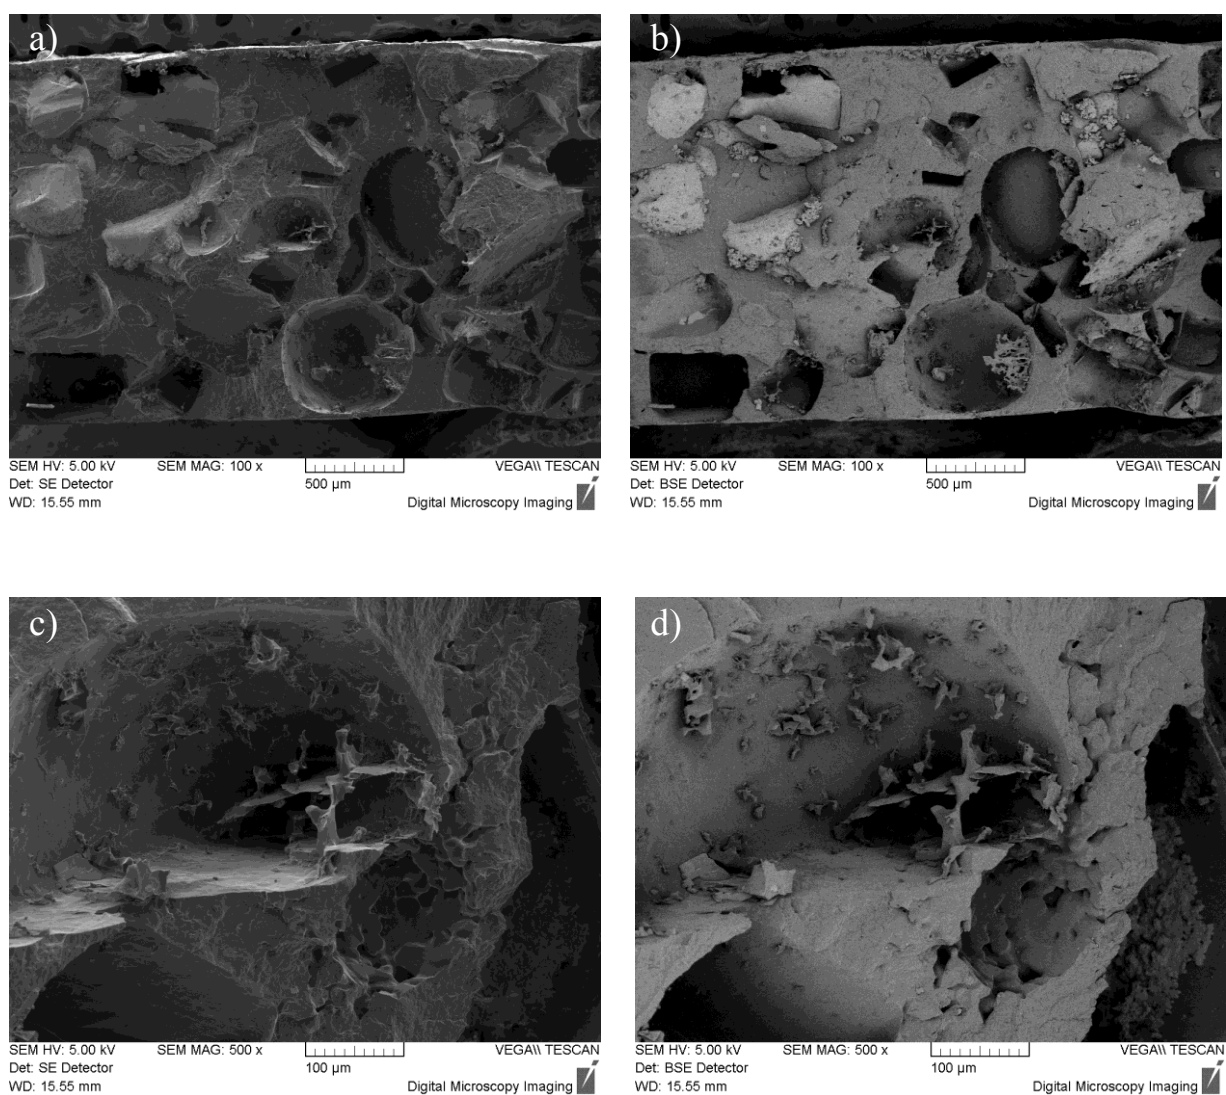 a)
SEM HV: 5.00 kV SEM MAG: 100 x VEGA\\ TESCAN
Det: SE Detector 500 µm
WD: 15.55 mm Digital Microscopy Imaging
b)
SEM HV: 5.00 kV SEM MAG: 100 x VEGA\\ TESCAN
Det: BSE Detector 500 µm
WD: 15.55 mm Digital Microscopy Imaging
c)
SEM HV: 5.00 kV SEM MAG: 500 x VEGA\\ TESCAN
Det: SE Detector 100 µm
WD: 15.55 mm Digital Microscopy Imaging
d)
SEM HV: 5.00 kV SEM MAG: 500 x VEGA\\ TESCAN
Det: BSE Detector 100 µm
WD: 15.55 mm Digital Microscopy Imaging